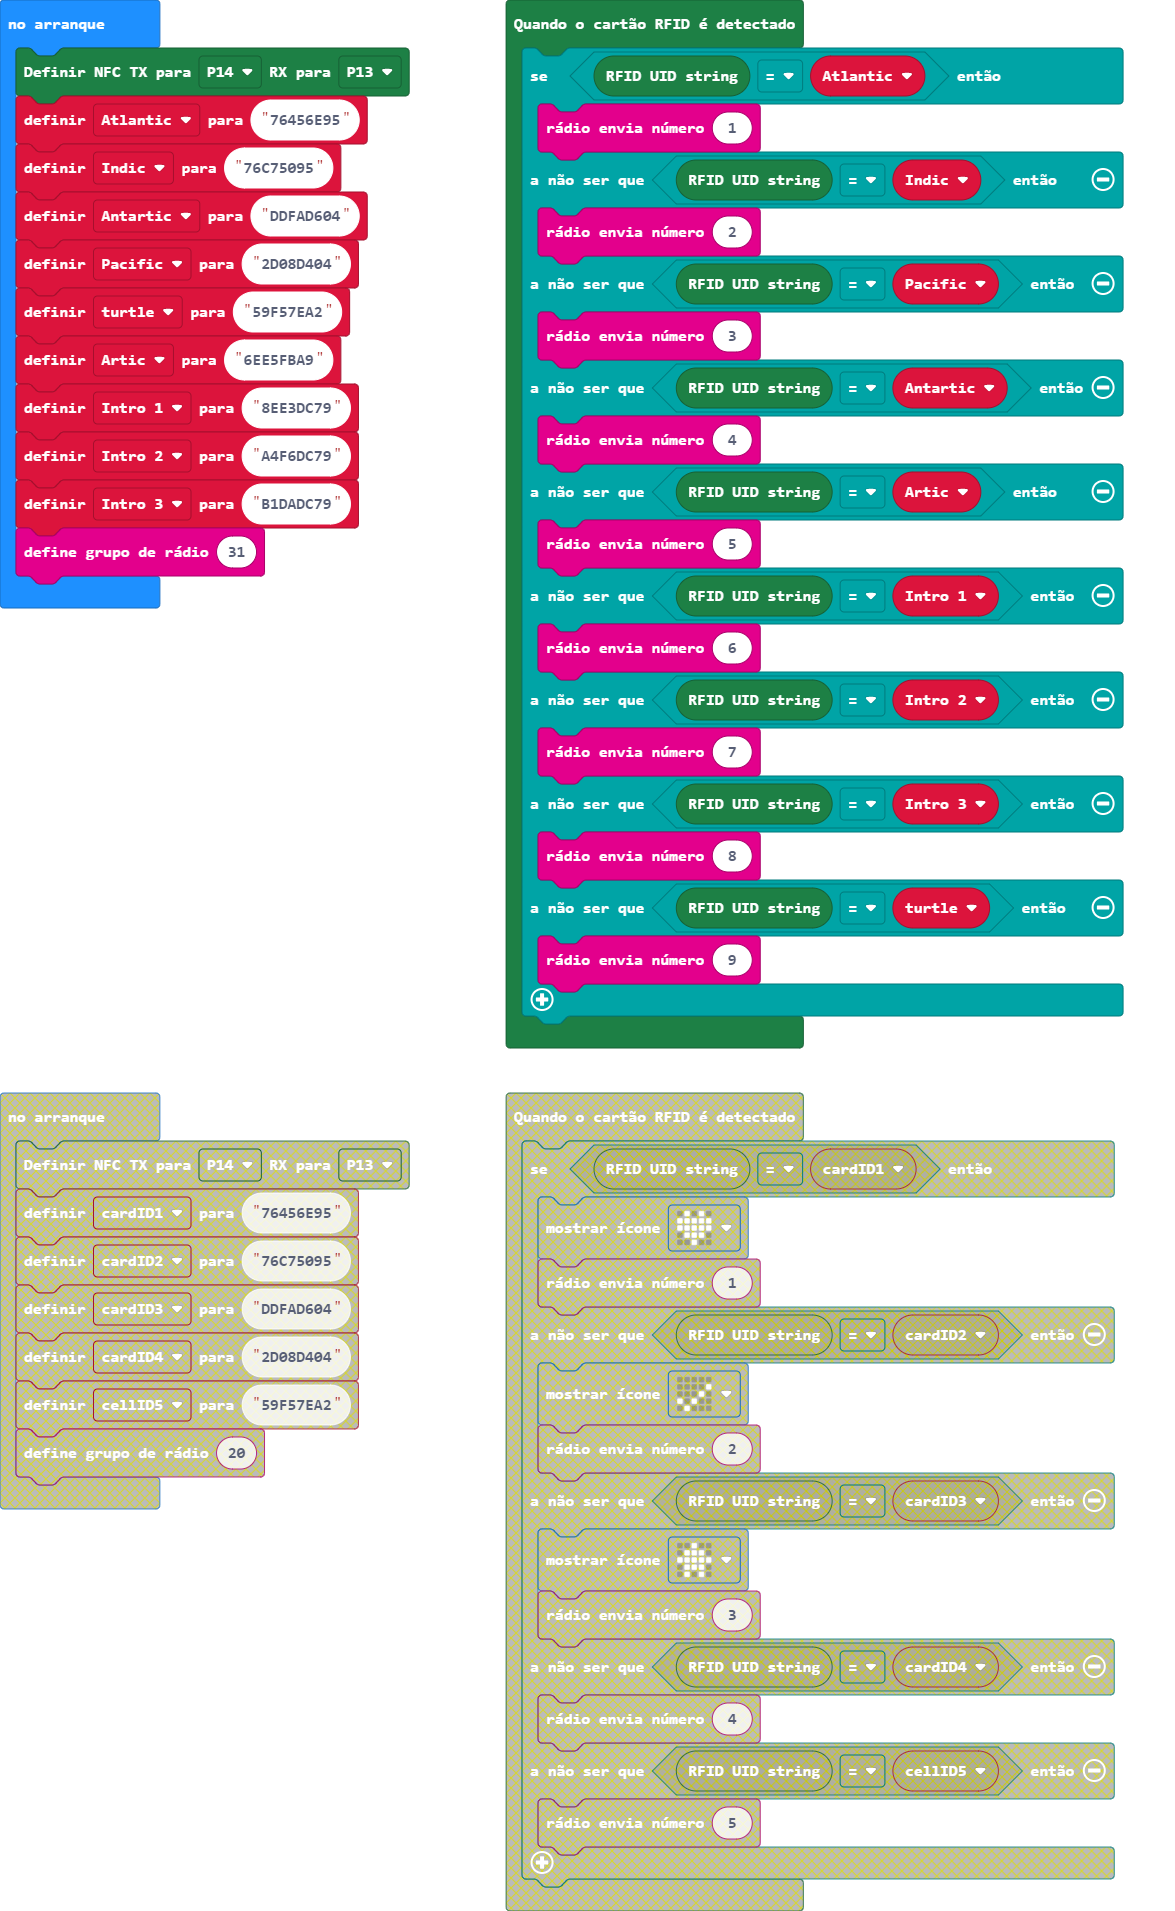 no arranque
Definir NFC TX para P14 RX para P13
definir Atlantic para "76456E95"
definir Indic para "76C75095"
definir Antartic para "DDFAD604"
definir Pacific para "2D08D404"
definir turtle para "59F57EA2"
definir Artic para "6EE5FBA9"
definir Intro 1 para "8EE3DC79"
definir Intro 2 para "A4F6DC79"
definir Intro 3 para "B1DADC79"
define grupo de rádio 31
Quando o cartão RFID é detectado
se RFID UID string = Atlantic então
rádio envia número 1
a não ser que RFID UID string = Indic então
rádio envia número 2
a não ser que RFID UID string = Pacific então
rádio envia número 3
a não ser que RFID UID string = Antartic então
rádio envia número 4
a não ser que RFID UID string = Artic então
rádio envia número 5
a não ser que RFID UID string = Intro 1 então
rádio envia número 6
a não ser que RFID UID string = Intro 2 então
rádio envia número 7
a não ser que RFID UID string = Intro 3 então
rádio envia número 8
a não ser que RFID UID string = turtle então
rádio envia número 9
no arranque
Definir NFC TX para P14 RX para P13
definir cardID1 para "76456E95"
definir cardID2 para "76C75095"
definir cardID3 para "DDFAD604"
definir cardID4 para "2D08D404"
definir cellID5 para "59F57EA2"
define grupo de rádio 20
Quando o cartão RFID é detectado
se RFID UID string = cardID1 então
mostrar ícone
rádio envia número 1
a não ser que RFID UID string = cardID2 então
mostrar ícone
rádio envia número 2
a não ser que RFID UID string = cardID3 então
mostrar ícone
rádio envia número 3
a não ser que RFID UID string = cardID4 então
rádio envia número 4
a não ser que RFID UID string = cellID5 então
rádio envia número 5